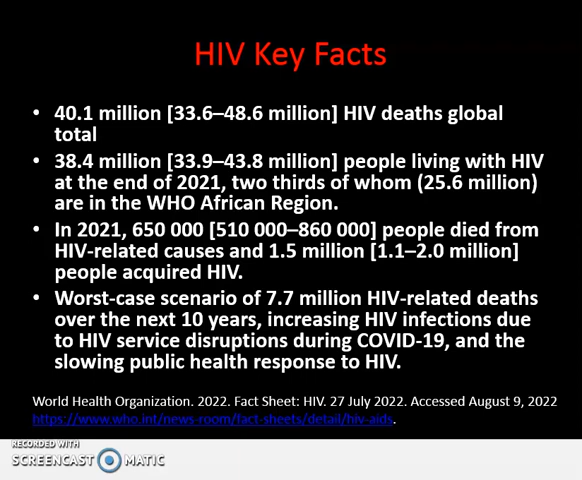 HIV Key Facts
• 40.1 million [33.6–48.6 million] HIV deaths global
total
• 38.4 million [33.9–43.8 million] people living with HIV
at the end of 2021, two thirds of whom (25.6 million)
are in the WHO African Region.
• In 2021, 650 000 [510 000–860 000] people died from
HIV-related causes and 1.5 million [1.1–2.0 million]
people acquired HIV.
• Worst-case scenario of 7.7 million HIV-related deaths
over the next 10 years, increasing HIV infections due
to HIV service disruptions during COVID-19, and the
slowing public health response to HIV.
World Health Organization. 2022. Fact Sheet: HIV. 27 July 2022. Accessed August 9, 2022
https://www.who.int/news-room/fact-sheets/detail/hiv-aids.
RECORDED WITH
SCREENCAST MATIC